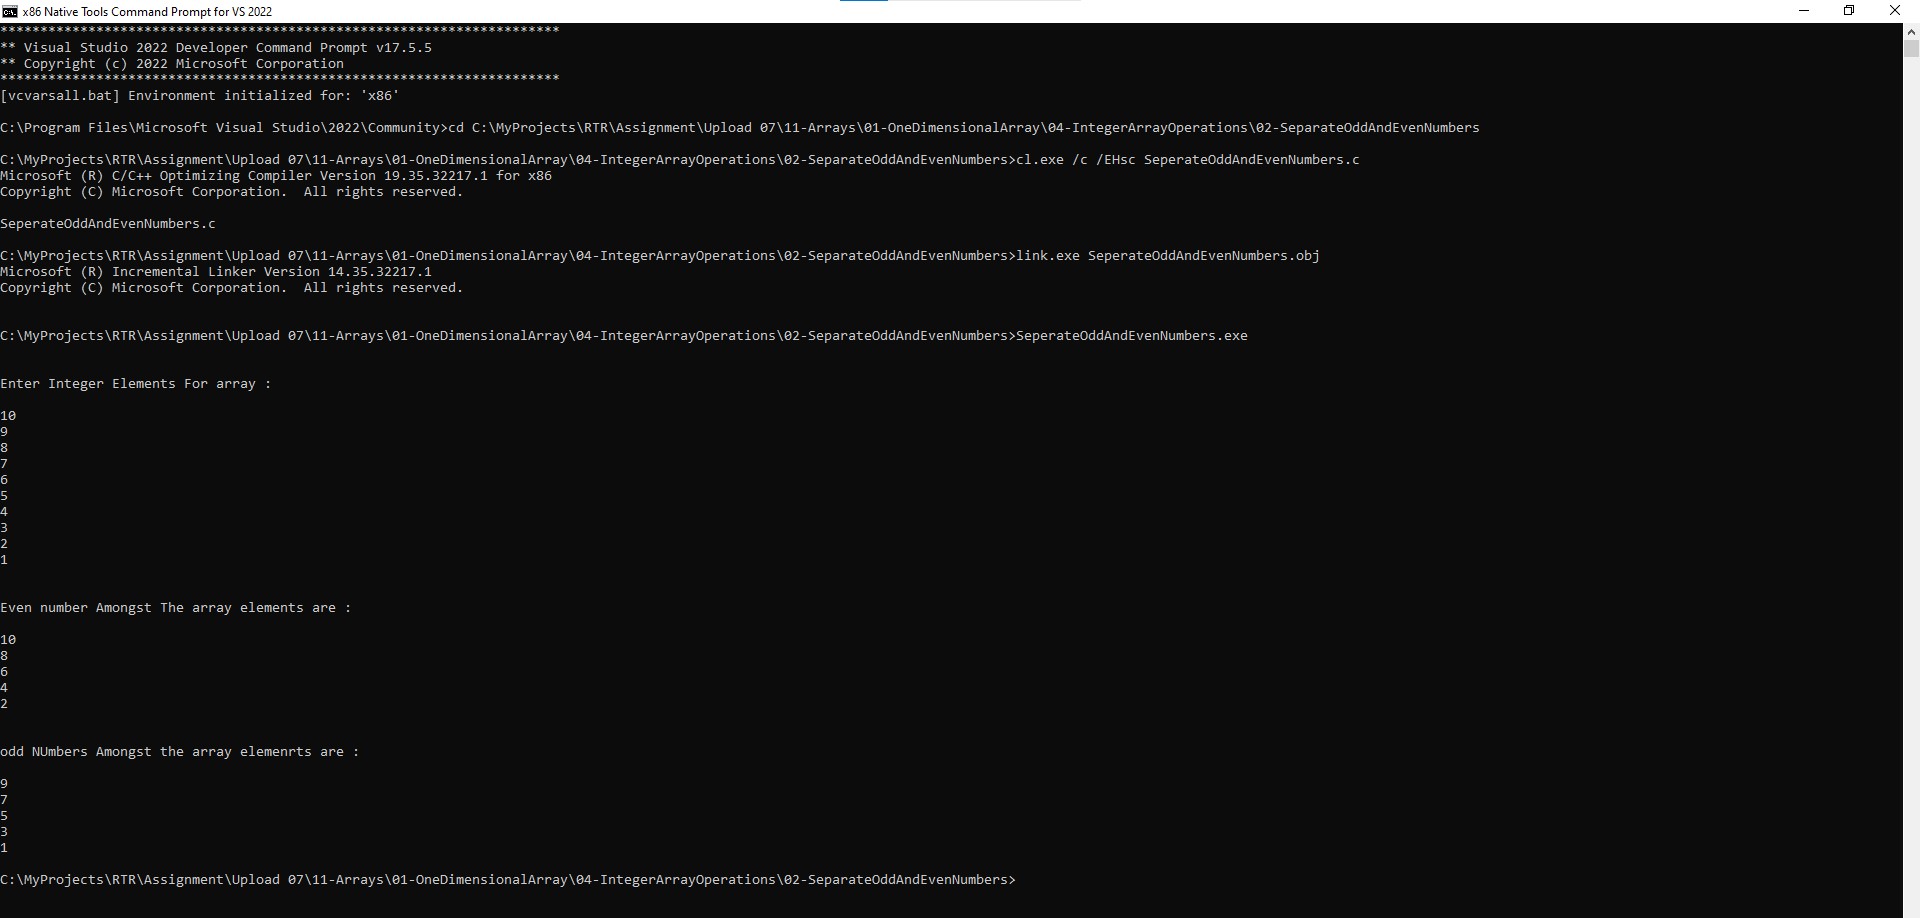 x86 Native Tools Command Prompt for VS 2022
**********************************************************************
** Visual Studio 2022 Developer Command Prompt v17.5.5
** Copyright (c) 2022 Microsoft Corporation
**********************************************************************
[vcvarsall.bat] Environment initialized for: 'x86'
C:\Program Files\Microsoft Visual Studio\2022\Community>cd C:\MyProjects\RTR\Assignment\Upload 07\11-Arrays\01-OneDimensionalArray\04-IntegerArrayOperations\02-SeparateOddAndEvenNumbers
C:\MyProjects\RTR\Assignment\Upload 07\11-Arrays\01-OneDimensionalArray\04-IntegerArrayOperations\02-SeparateOddAndEvenNumbers>cl.exe /c /EHsc SeperateOddAndEvenNumbers.c
Microsoft (R) C/C++ Optimizing Compiler Version 19.35.32217.1 for x86
Copyright (C) Microsoft Corporation.  All rights reserved.
SeperateOddAndEvenNumbers.c
C:\MyProjects\RTR\Assignment\Upload 07\11-Arrays\01-OneDimensionalArray\04-IntegerArrayOperations\02-SeparateOddAndEvenNumbers>link.exe SeperateOddAndEvenNumbers.obj
Microsoft (R) Incremental Linker Version 14.35.32217.1
Copyright (C) Microsoft Corporation.  All rights reserved.
C:\MyProjects\RTR\Assignment\Upload 07\11-Arrays\01-OneDimensionalArray\04-IntegerArrayOperations\02-SeparateOddAndEvenNumbers>SeperateOddAndEvenNumbers.exe
Enter Integer Elements For array :
10
9
8
7
6
5
4
3
2
1
Even number Amongst The array elements are :
10
8
6
4
2
odd NUmbers Amongst the array elemenrts are :
9
7
5
3
1
C:\MyProjects\RTR\Assignment\Upload 07\11-Arrays\01-OneDimensionalArray\04-IntegerArrayOperations\02-SeparateOddAndEvenNumbers>